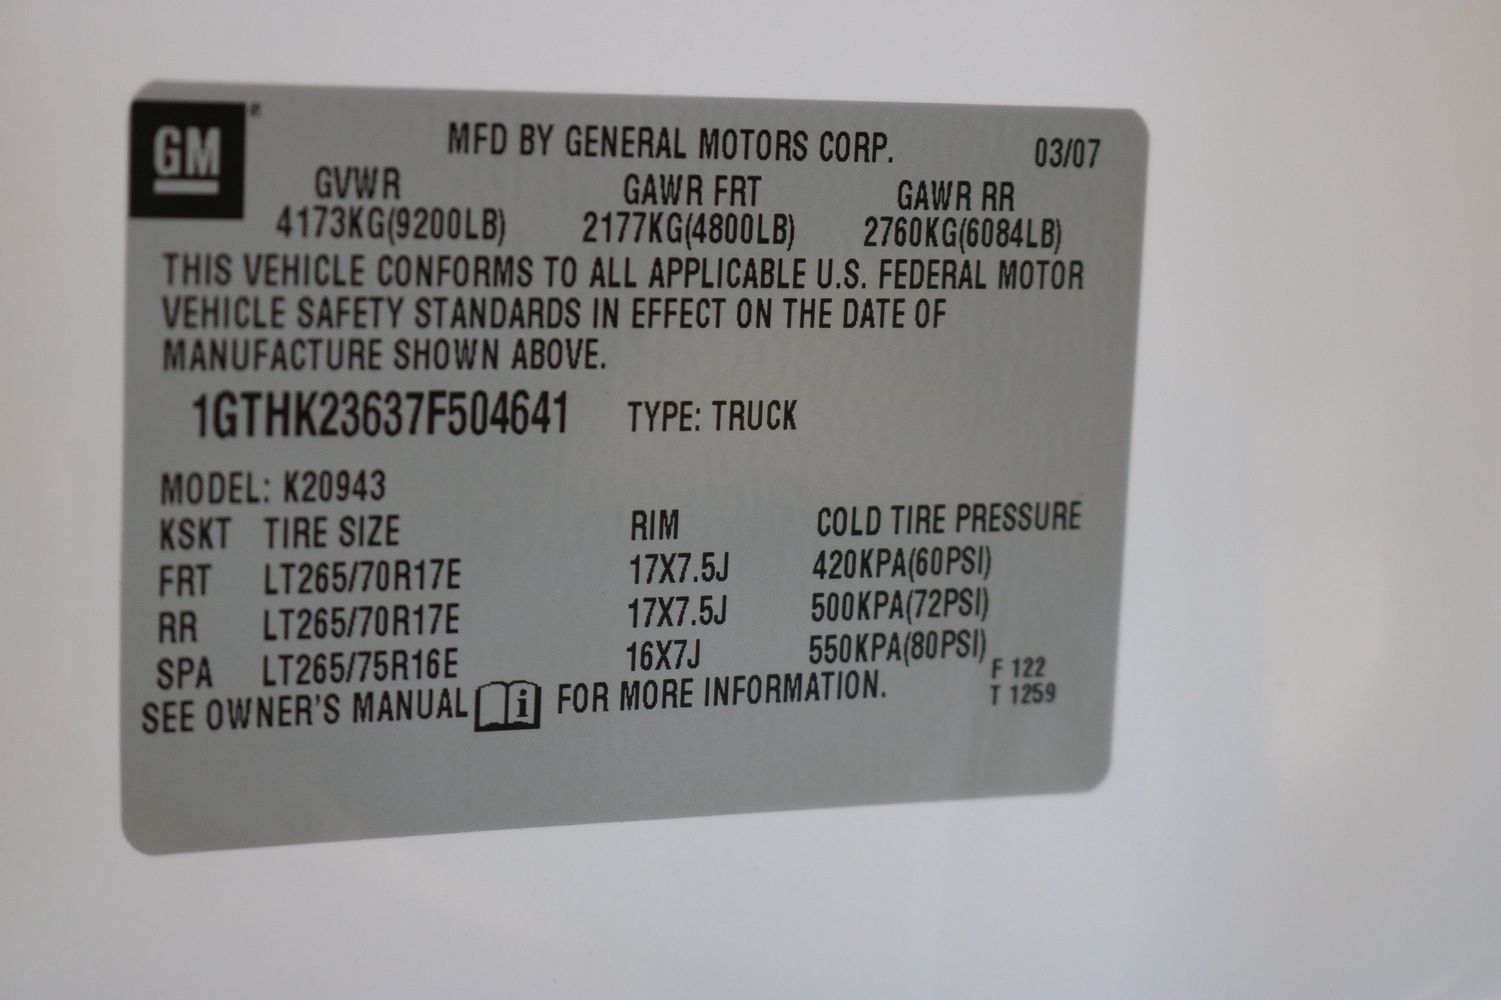 GM®
MFD BY GENERAL MOTORS CORP. 03/07
GVWR GAWR FRT GAWR RR
4173KG(9200LB) 2177KG(4800LB) 2760KG(6084LB)
THIS VEHICLE CONFORMS TO ALL APPLICABLE U.S. FEDERAL MOTOR
VEHICLE SAFETY STANDARDS IN EFFECT ON THE DATE OF
MANUFACTURE SHOWN ABOVE.
1GTHK23637F504641 TYPE: TRUCK
MODEL: K20943
KSKT TIRE SIZE RIM COLD TIRE PRESSURE
FRT LT265/70R17E 17X7.5J 420KPA(60PSI)
RR LT265/70R17E 17X7.5J 500KPA(72PSI)
SPA LT265/75R16E 16X7J 550KPA(80PSI)
SEE OWNER'S MANUAL i FOR MORE INFORMATION.
F 122
T 1259